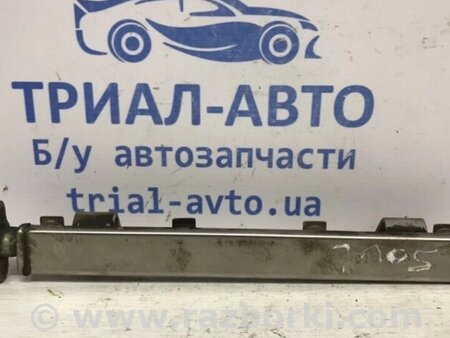 ТРИАЛ-АВТО
Б/у автозапчасти
trial-avto.ua
www.razborki.com